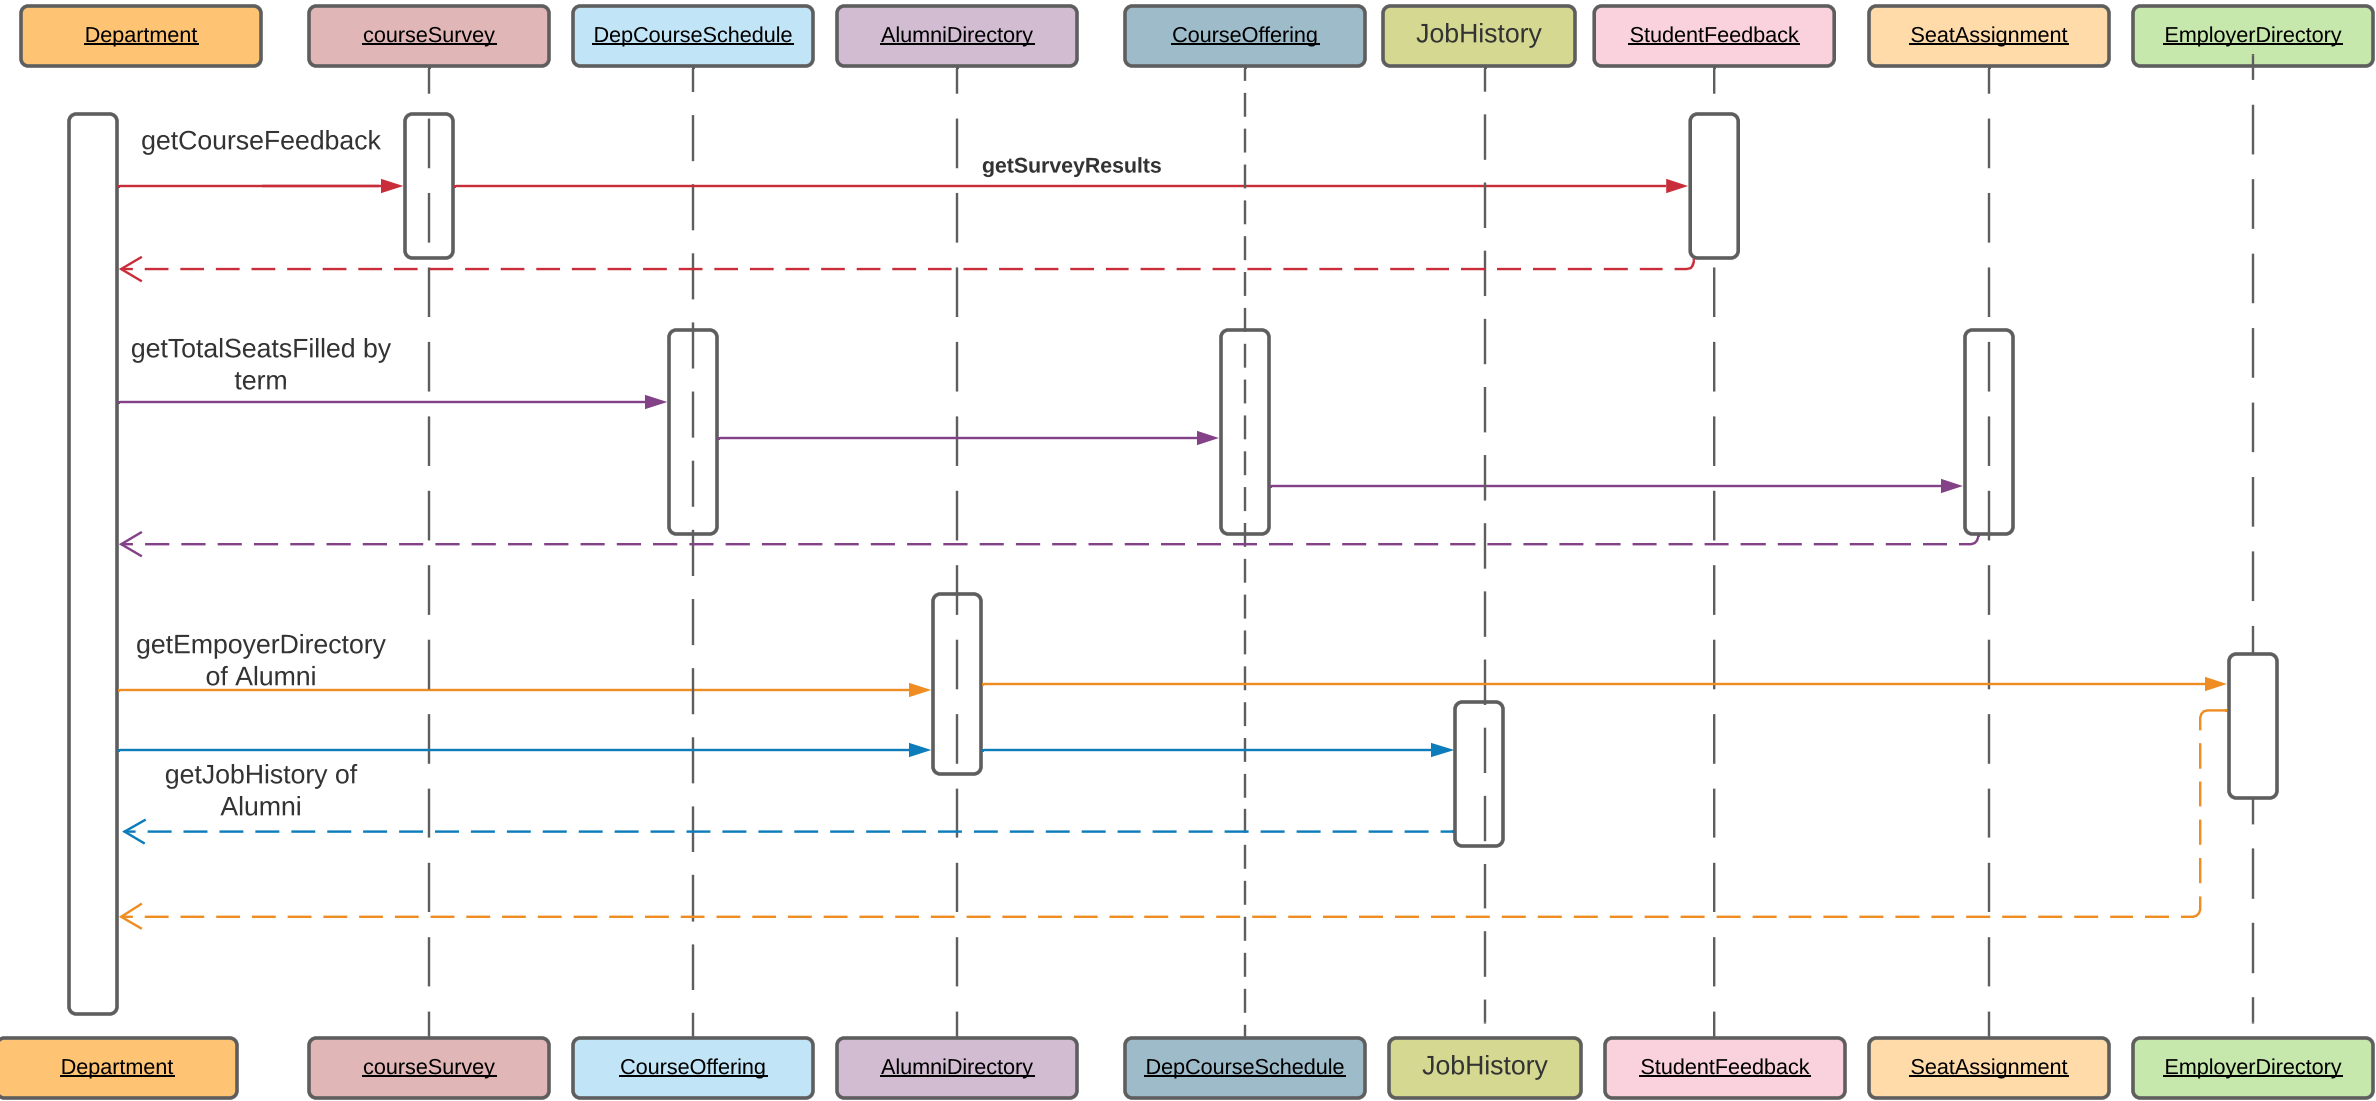 Department
courseSurvey
DepCourseSchedule
AlumniDirectory
CourseOffering
JobHistory
StudentFeedback
SeatAssignment
EmployerDirectory
getCourseFeedback
getSurveyResults
getTotalSeatsFilled by
term
getEmpoyerDirectory
of Alumni
getJobHistory of
Alumni
Department
courseSurvey
CourseOffering
AlumniDirectory
DepCourseSchedule
JobHistory
StudentFeedback
SeatAssignment
EmployerDirectory